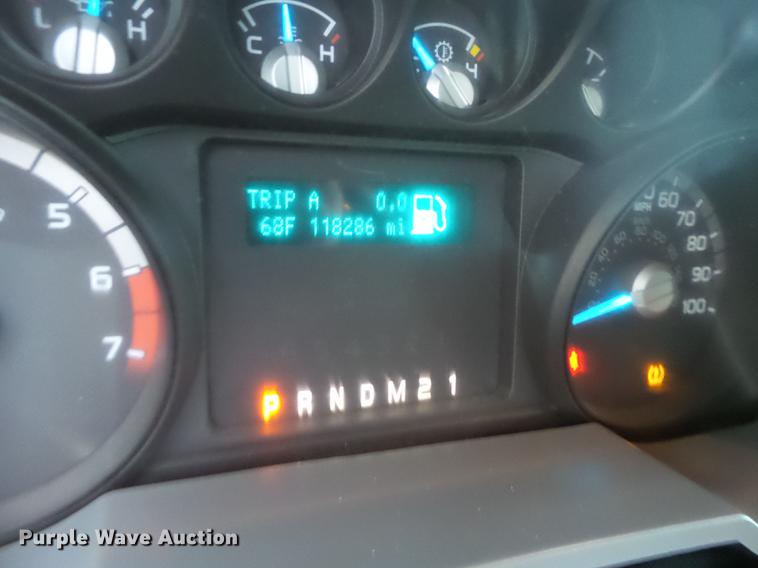 L H
C H
4
TRIP A 0.0
68F 118286 mi
5
6
7
60
MPH
70
80
90
100
P R N D M 2 1
Purple Wave Auction